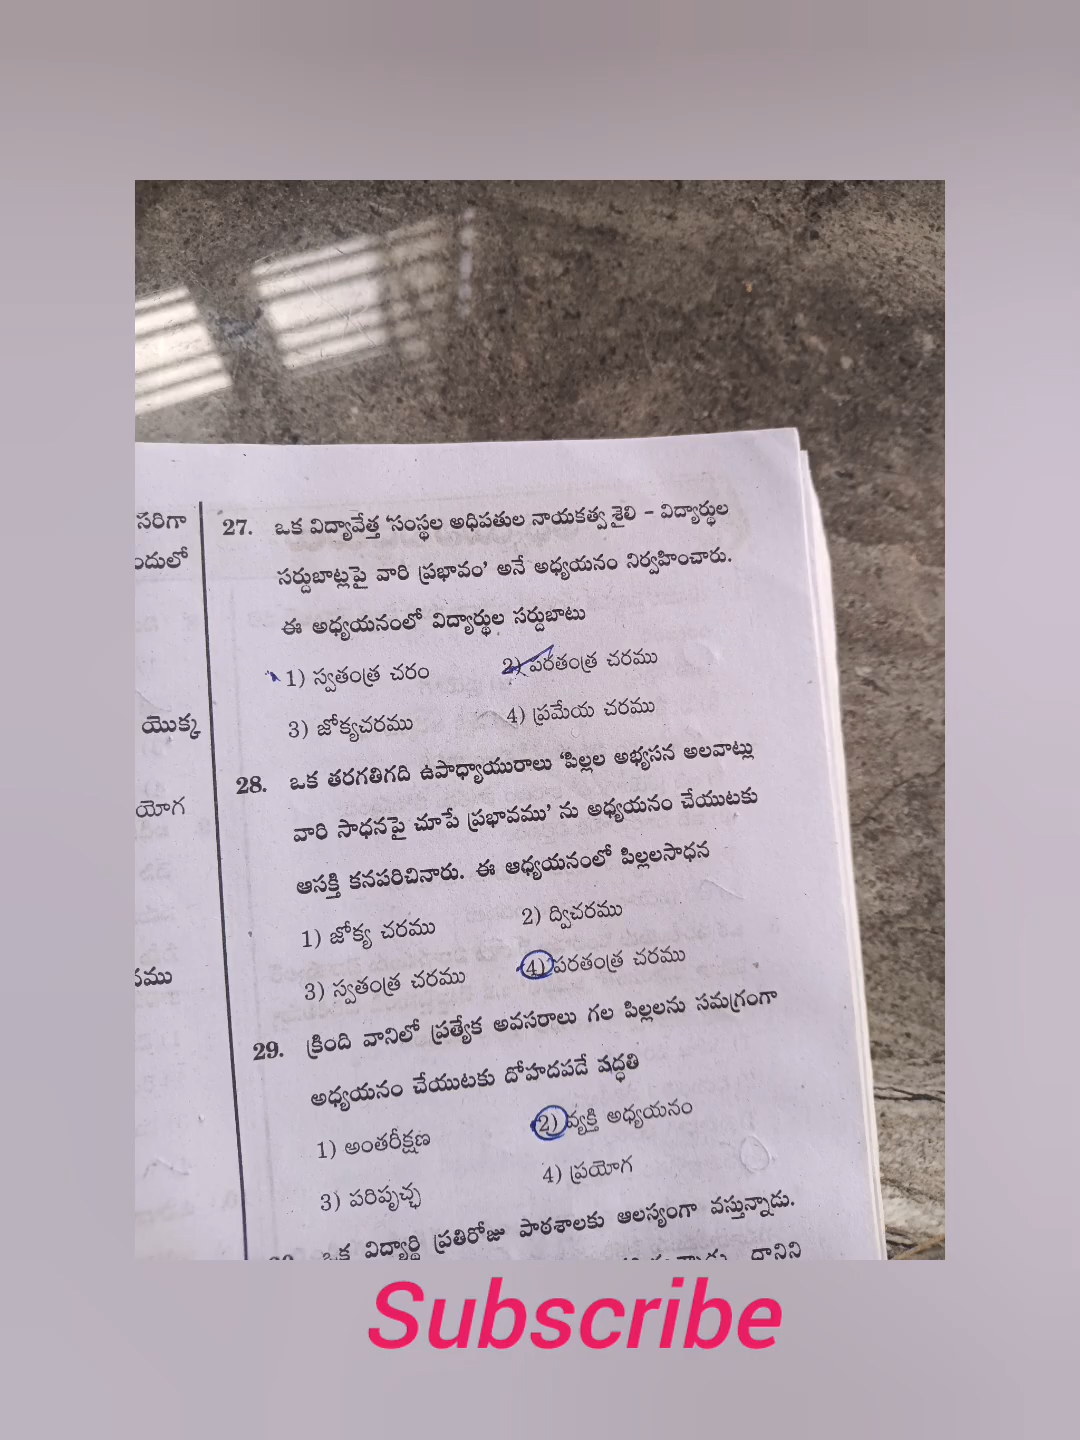 సరిగా
ందులో
యొక్క
యోగ
27. ఒక విద్యావేత్త 'సంస్థల అధిపతుల నాయకత్వ శైలి - విద్యార్థుల
సర్దుబాట్లపై వారి ప్రభావం' అనే అధ్యయనం నిర్వహించారు.
ఈ అధ్యయనంలో విద్యార్థుల సర్దుబాటు
1) స్వతంత్ర చరం 2) పరతంత్ర చరము
3) జోక్యచరము 4) ప్రమేయ చరము
28. ఒక తరగతిగది ఉపాధ్యాయురాలు 'పిల్లల అభ్యసన అలవాట్లు
వారి సాధనపై చూపే ప్రభావము' ను అధ్యయనం చేయుటకు
ఆసక్తి కనపరిచినారు. ఈ ఆధ్యయనంలో పిల్లలసాధన
1) జోక్య చరము 2) ద్విచరము
3) స్వతంత్ర చరము 4) పరతంత్ర చరము
29. క్రింది వానిలో ప్రత్యేక అవసరాలు గల పిల్లలను సమగ్రంగా
అధ్యయనం చేయుటకు దోహదపడే పద్ధతి
1) అంతరీక్షణ 2) వ్యక్తి అధ్యయనం
3) పరిపృచ్ఛ 4) ప్రయోగ
ఒక విద్యార్థి ప్రతిరోజు పాఠశాలకు ఆలస్యంగా వస్తున్నాడు.
దానిని
Subscribe